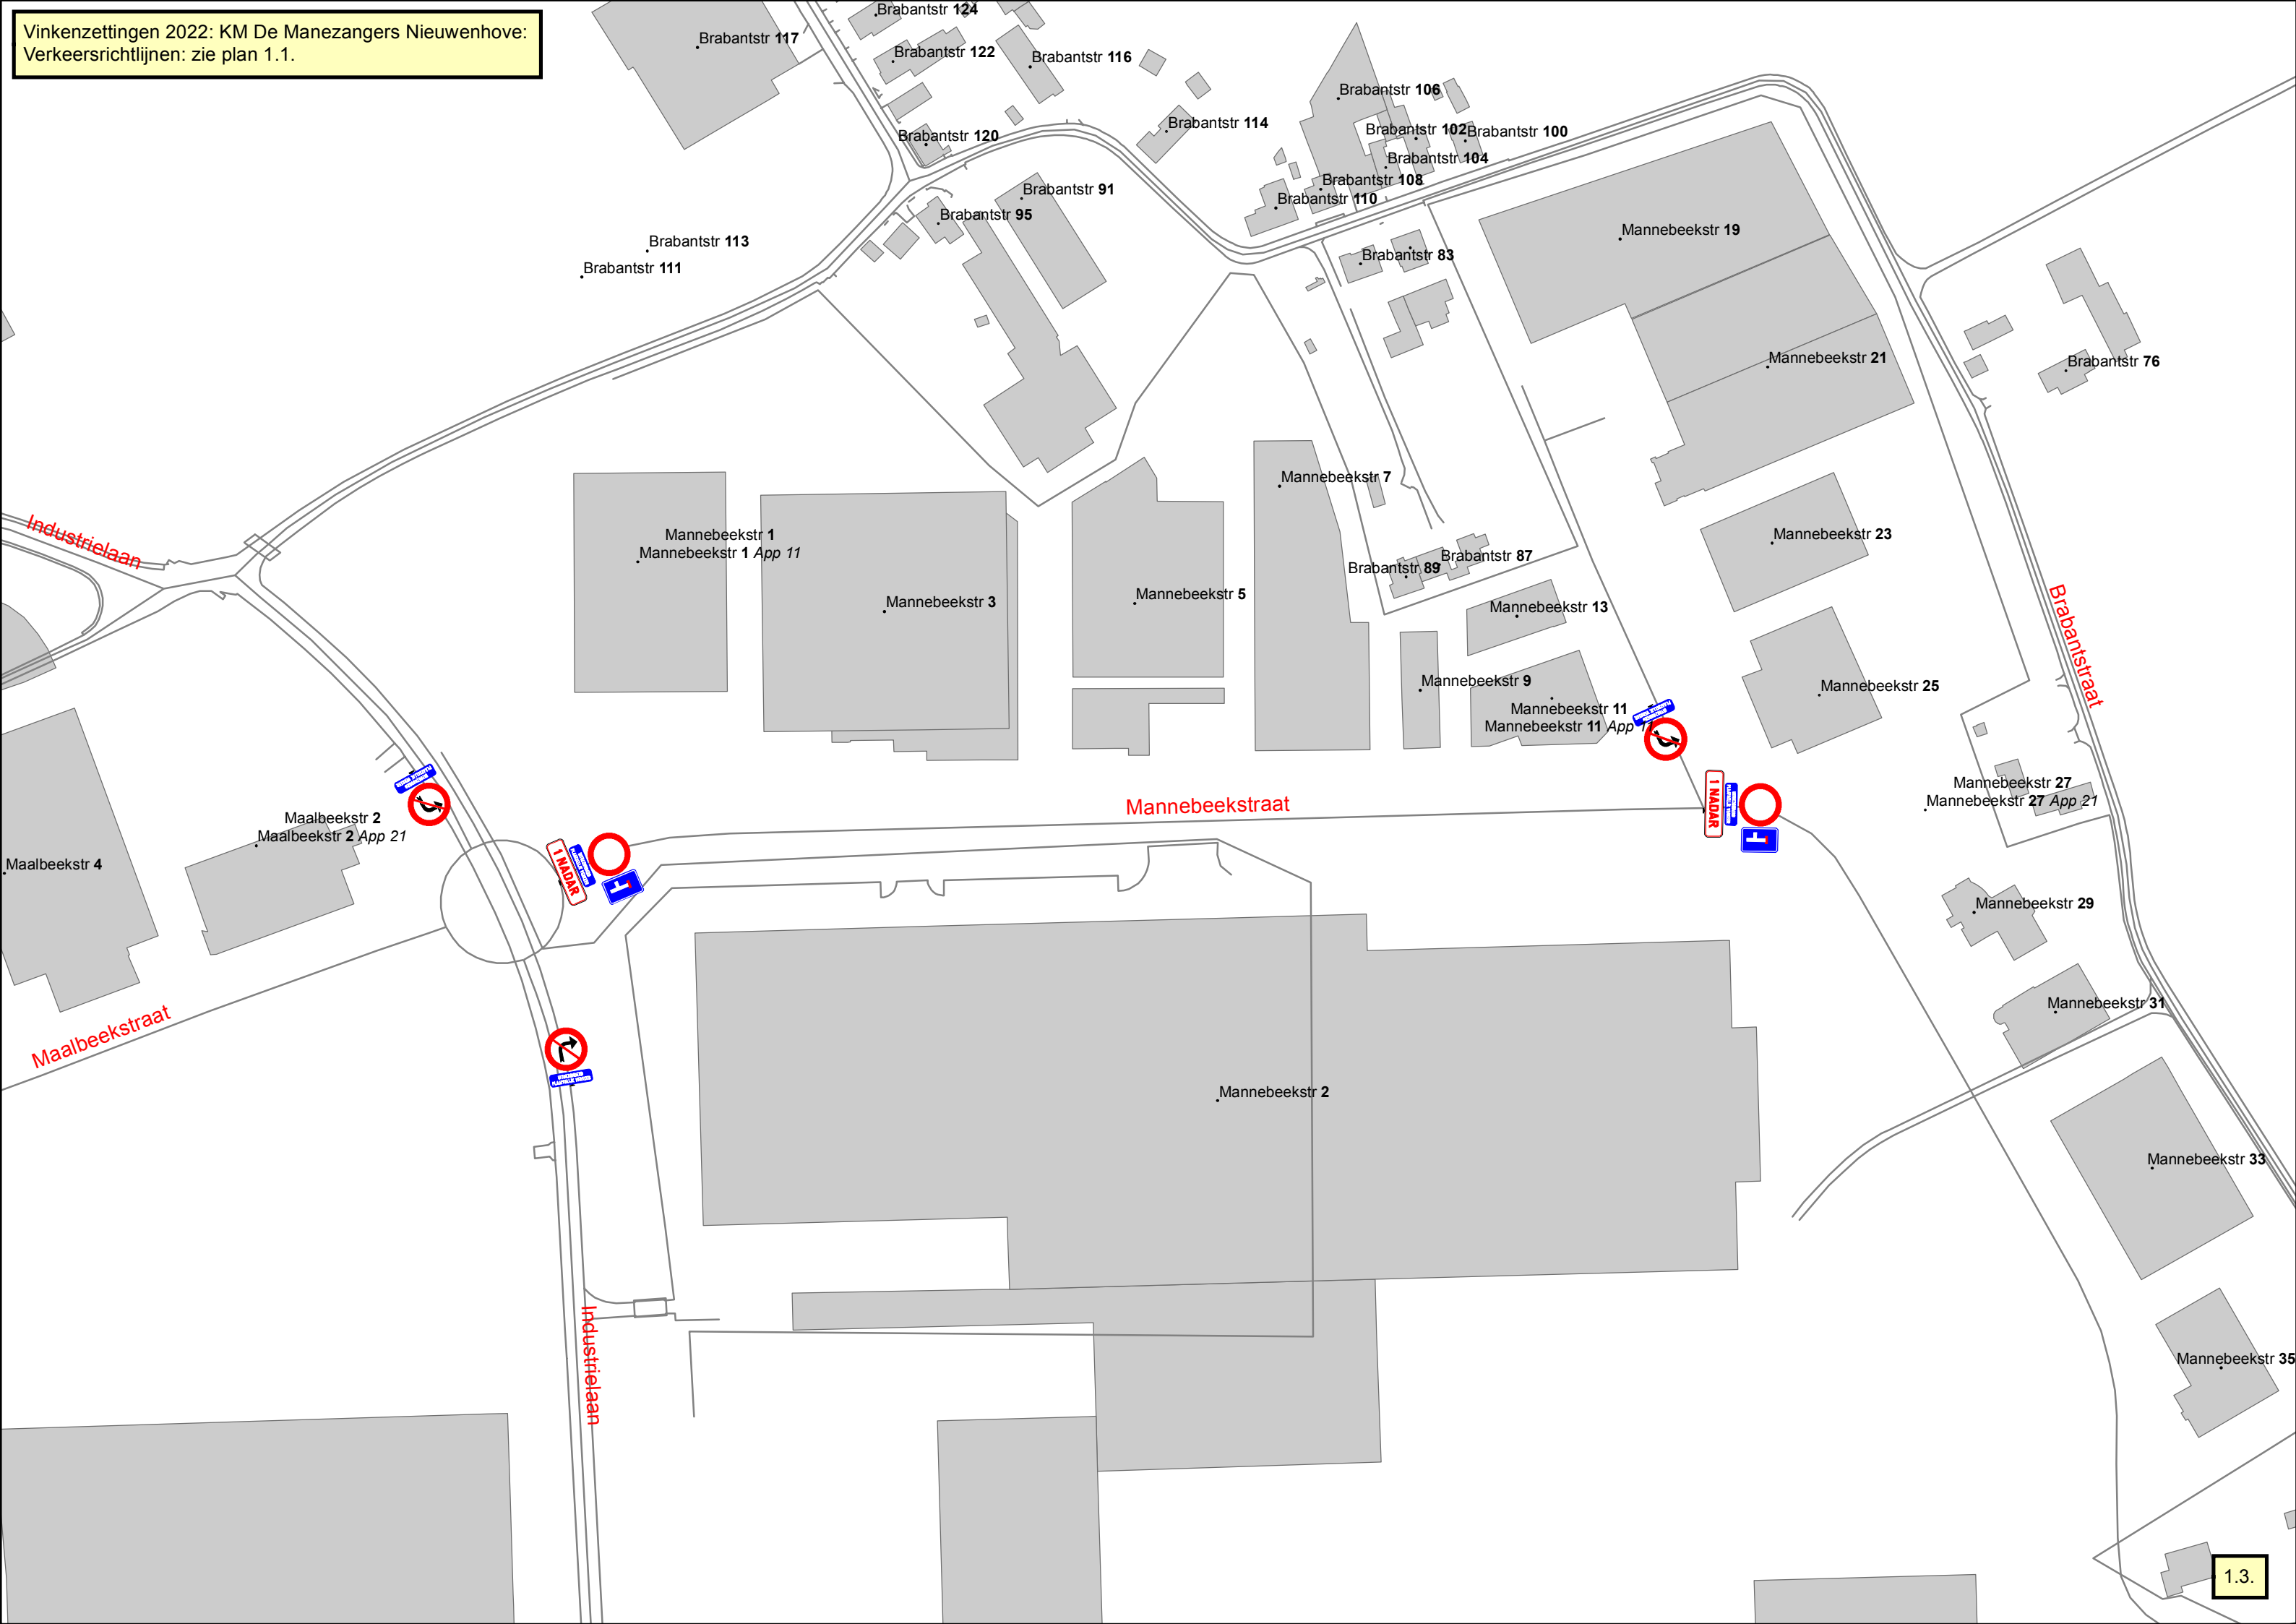 Vinkenzettingen 2022: KM De Manezangers Nieuwenhove:
Verkeersrichtlijnen: zie plan 1.1.
Brabantstr 124
Brabantstr 117
Brabantstr 122
Brabantstr 116
Brabantstr 106
Brabantstr 114
Brabantstr 120
Brabantstr 102
Brabantstr 100
Brabantstr 104
Brabantstr 108
Brabantstr 91
Brabantstr 110
Brabantstr 95
Mannebeekstr 19
Brabantstr 113
Brabantstr 83
Brabantstr 111
Mannebeekstr 21
Brabantstr 76
Mannebeekstr 7
Industrielaan
Mannebeekstr 1
Mannebeekstr 1 App 11
Mannebeekstr 23
Brabantstr 87
Brabantstr 89
Mannebeekstr 5
Mannebeekstr 3
Mannebeekstr 13
Brabantstraat
Mannebeekstr 9
Mannebeekstr 25
Mannebeekstr 11
Mannebeekstr 11 App 11
Mannebeekstr 27
Mannebeekstr 27 App 21
Mannebeekstraat
1 NADAR
Maalbeekstr 2
Maalbeekstr 2 App 21
Maalbeekstr 4
1 NADAR
Mannebeekstr 29
Mannebeekstr 31
Maalbeekstraat
Mannebeekstr 2
Mannebeekstr 33
Industrielaan
Mannebeekstr 35
1.3.